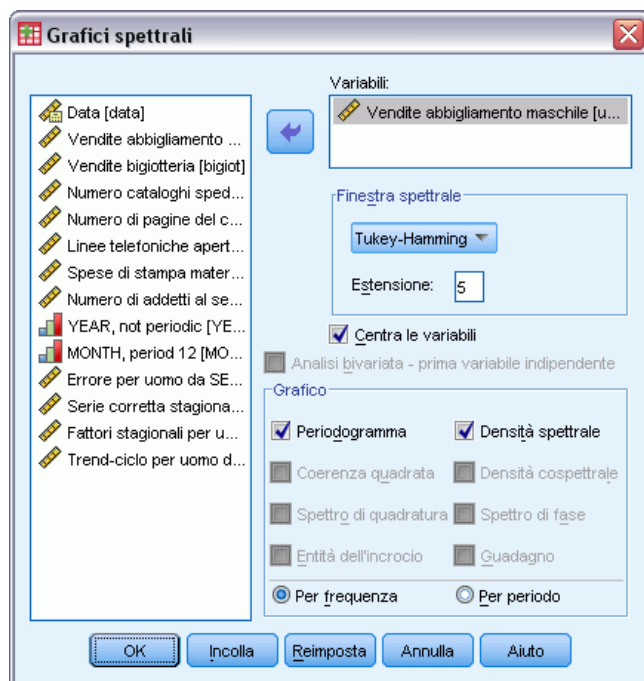 Grafici spettrali
Data [data]
Vendite abbigliamento ...
Vendite bigiotteria [bigiot]
Numero cataloghi sped...
Numero di pagine del c...
Linee telefoniche apert...
Spese di stampa mater...
Numero di addetti al se...
YEAR, not periodic [YE...
MONTH, period 12 [MO...
Errore per uomo da SE...
Serie corretta stagiona...
Fattori stagionali per u...
Trend-ciclo per uomo d...
Variabili:
Vendite abbigliamento maschile [u...
Finestra spettrale
Tukey-Hamming
Estensione: 5
Centra le variabili
Analisi bivariata - prima variabile indipendente
Grafico
Periodogramma Densità spettrale
Coerenza quadrata Densità cospettrale
Spettro di quadratura Spettro di fase
Entità dell'incrocio Guadagno
Per frequenza Per periodo
OK Incolla Reimposta Annulla Aiuto